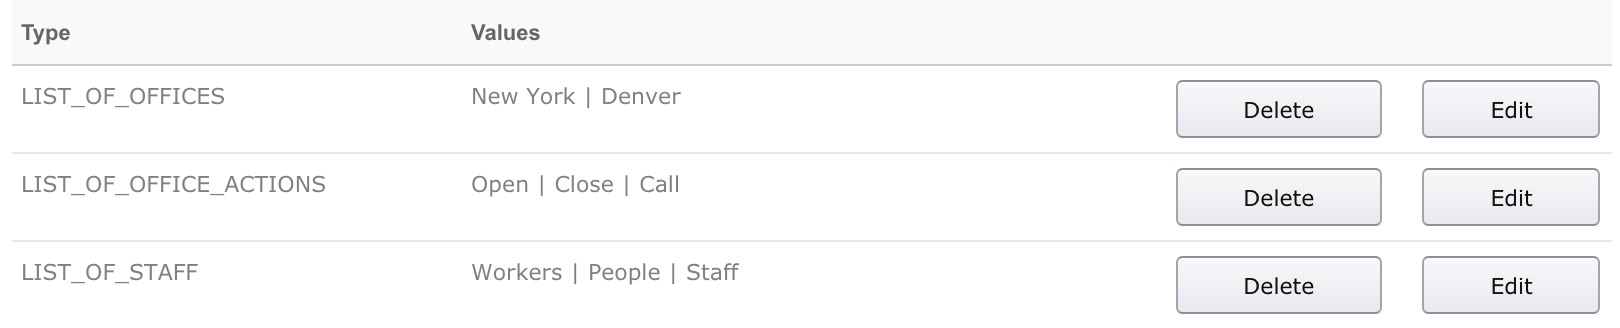 Type Values
LIST_OF_OFFICES New York | Denver Delete Edit
LIST_OF_OFFICE_ACTIONS Open | Close | Call Delete Edit
LIST_OF_STAFF Workers | People | Staff Delete Edit